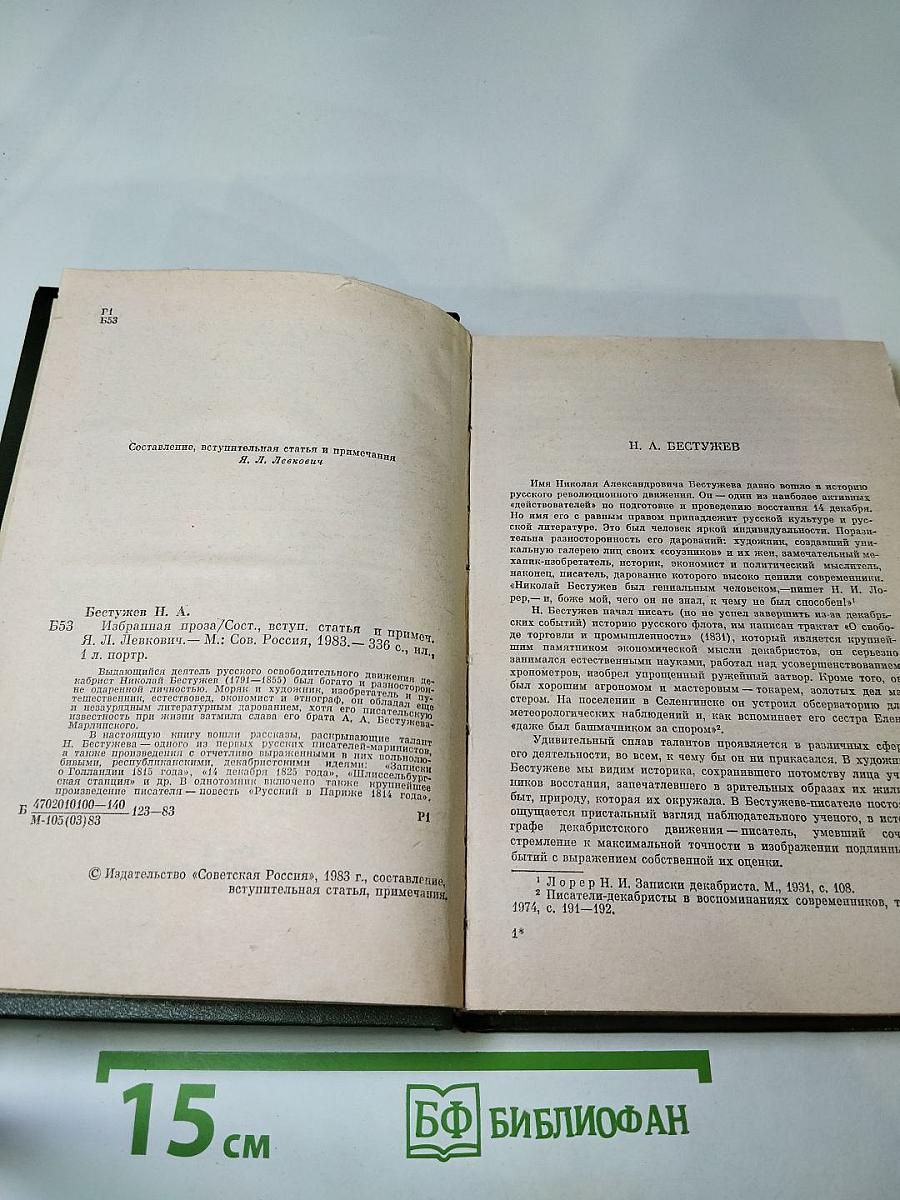 Р1
Б53
Составление, вступительная статья и примечания
Я. Л. Левкович
Бестужев Н. А.
Б53 Избранная проза/Сост., вступ. статья и примеч.
Я. Л. Левкович.— М.: Сов. Россия, 1983.— 336 с., ил.,
1 л. портр.
Выдающийся деятель русского освободительного движения де-
кабрист Николай Бестужев (1791—1855) был богато и разносторон-
не одаренной личностью. Моряк и художник, изобретатель и пу-
тешественник, естествовед, экономист и этнограф, он обладал еще
и незаурядным литературным дарованием, хотя его писательскую
известность при жизни затмила слава его брата А. А. Бестужева-
Марлинского.
В настоящую книгу вошли рассказы, раскрывающие талант
Н. Бестужева — одного из первых русских писателей-маринистов,
а также произведения с отчетливо выраженными в них вольнолю-
бивыми, республиканскими, декабристскими идеями: «Записки
о Голландии 1815 года», «14 декабря 1825 года», «Шлиссельбург-
ская станция» и др. В однотомник включено также крупнейшее
произведение писателя — повесть «Русский в Париже 1814 года»,
Б 4702010100—140
М-105(03)83 123—83
Р1
© Издательство «Советская Россия», 1983 г., составление,
вступительная статья, примечания.
Н. А. БЕСТУЖЕВ
Имя Николая Александровича Бестужева давно вошло в историю
русского революционного движения. Он — один из наиболее активных
«действователей» по подготовке и проведению восстания 14 декабря.
Но имя его с равным правом принадлежит русской культуре и рус-
ской литературе. Это был человек яркой индивидуальности. Порази-
тельна разносторонность его дарований: художник, создавший уни-
кальную галерею лиц своих «соузников» и их жен, замечательный ме-
ханик-изобретатель, историк, экономист и политический мыслитель,
наконец, писатель, дарование которого высоко ценили современники.
«Николай Бестужев был гениальным человеком,—пишет Н. И. Ло-
рер,— и, боже мой, чего он не знал, к чему не был способен!»¹
Н. Бестужев начал писать (но не успел завершить из-за декабрь-
ских событий) историю русского флота, им написан трактат «О свобо-
де торговли и промышленности» (1831), который является крупней-
шим памятником экономической мысли декабристов, он серьезно
занимался естественными науками, работал над усовершенствованием
хронометров, изобрел упрощенный ружейный затвор. Кроме того, он
был хорошим агрономом и мастеровым — токарем, золотых дел ма-
стером. На поселении в Селенгинске он устроил обсерваторию для
метеорологических наблюдений и, как вспоминает его сестра Елен
«даже был башмачником за спором»².
Удивительный сплав талантов проявляется в различных сфер
его деятельности, во всем, к чему бы он ни прикасался. В художни
Бестужеве мы видим историка, сохранившего потомству лица уча
ников восстания, запечатлевшего в зрительных образах их жили
быт, природу, которая их окружала. В Бестужеве-писателе постоя
ощущается пристальный взгляд наблюдательного ученого, в исто
графе декабристского движения — писатель, умевший соче
стремление к максимальной точности в изображении подлинны
бытий с выражением собственной их оценки.
¹ Лорер Н. И. Записки декабриста. М., 1931, с. 108.
² Писатели-декабристы в воспоминаниях современников, т
1974, с. 191—192.
1*
15 см
БФ БИБЛИОФАН